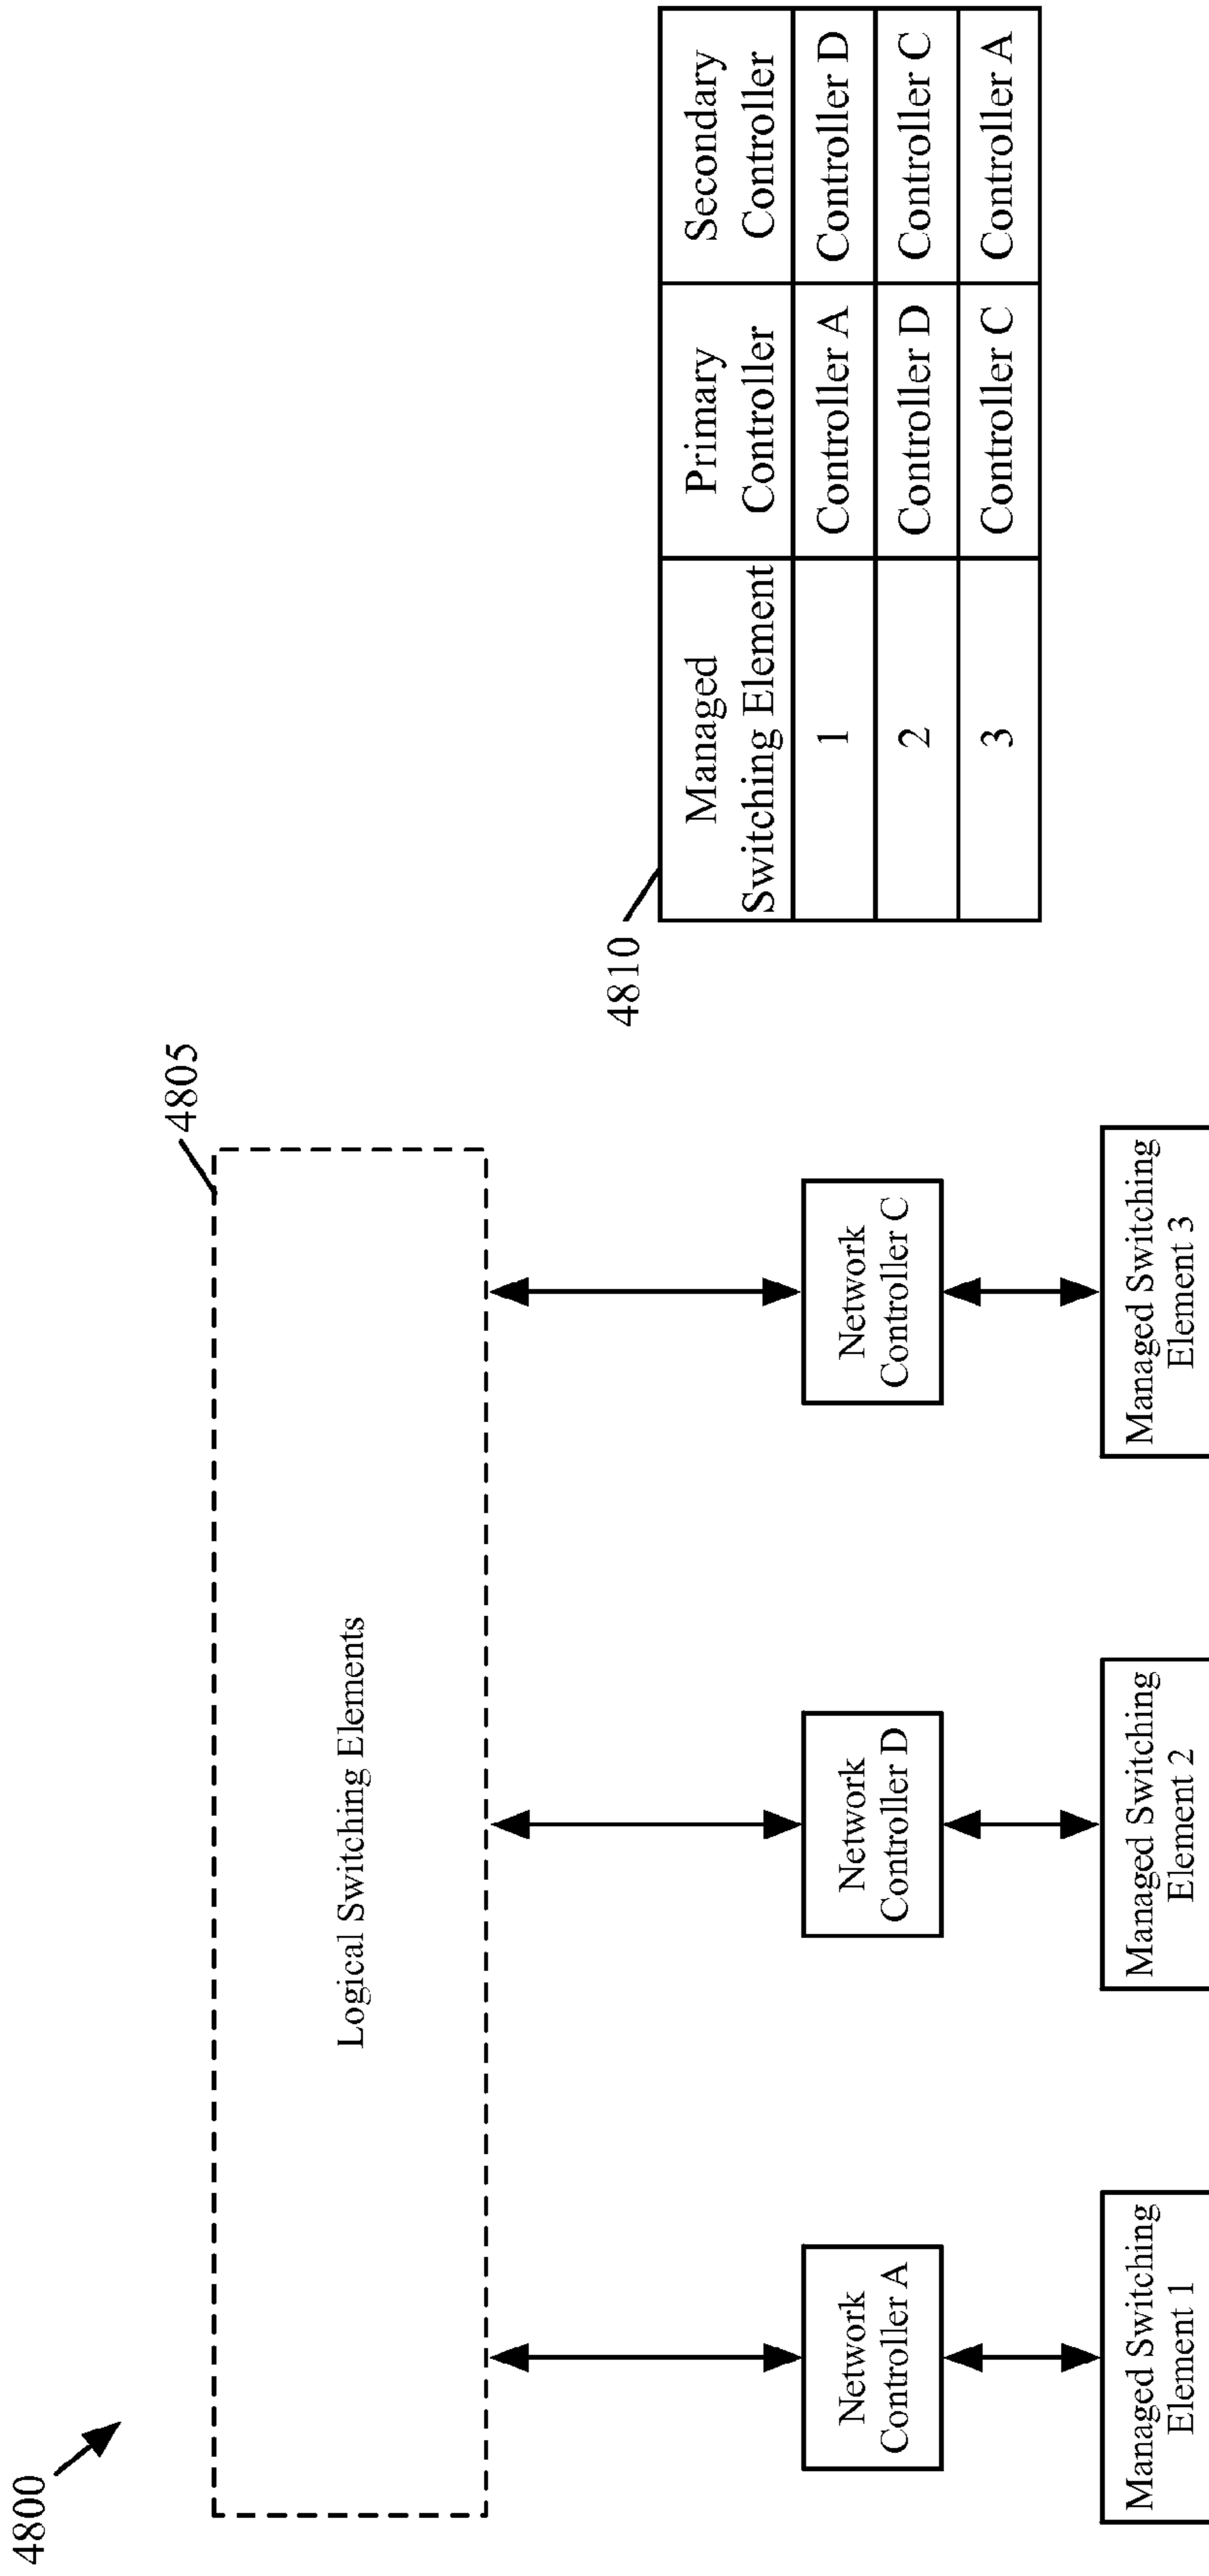 4800
4805
Logical Switching Elements
Network
Controller A
Network
Controller D
Network
Controller C
Managed Switching
Element 1
Managed Switching
Element 2
Managed Switching
Element 3
4810
Managed
Switching Element
Primary
Controller
Secondary
Controller
1
Controller A
Controller D
2
Controller D
Controller C
3
Controller C
Controller A